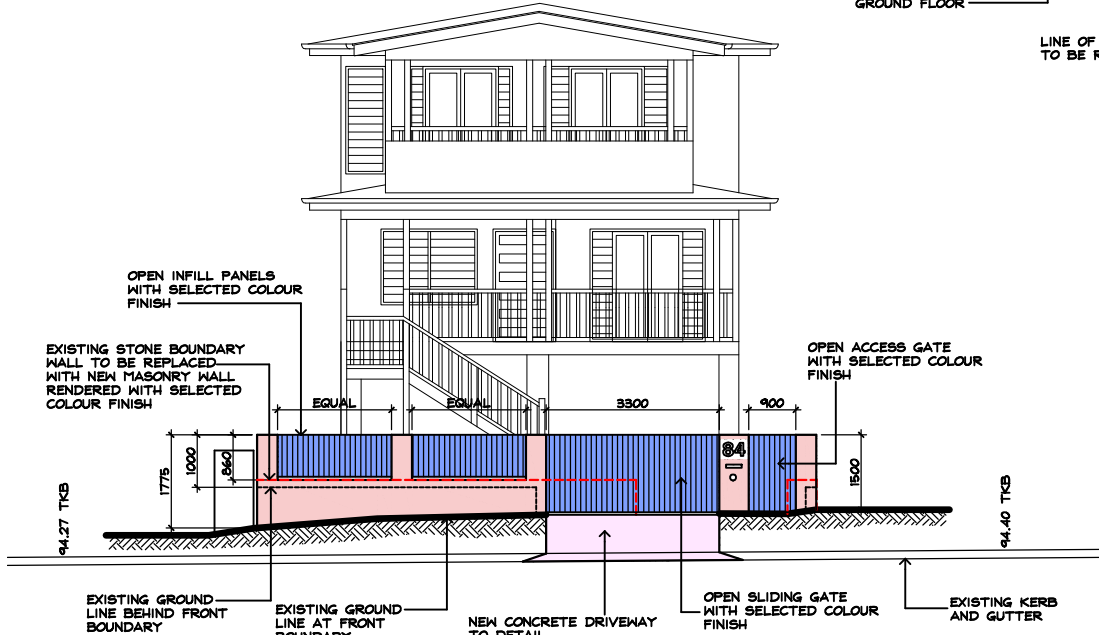 GROUND FLOOR
LINE OF
TO BE R
OPEN INFILL PANELS
WITH SELECTED COLOUR
FINISH
EXISTING STONE BOUNDARY
WALL TO BE REPLACED
WITH NEW MASONRY WALL
RENDERED WITH SELECTED
COLOUR FINISH
OPEN ACCESS GATE
WITH SELECTED COLOUR
FINISH
EQUAL
EQUAL
3300
900
1775
1000
860
84
1500
94.27 TKB
94.40 TKB
EXISTING GROUND
LINE BEHIND FRONT
BOUNDARY
EXISTING GROUND
LINE AT FRONT
BOUNDARY
NEW CONCRETE DRIVEWAY
TO DETAIL
OPEN SLIDING GATE
WITH SELECTED COLOUR
FINISH
EXISTING KERB
AND GUTTER